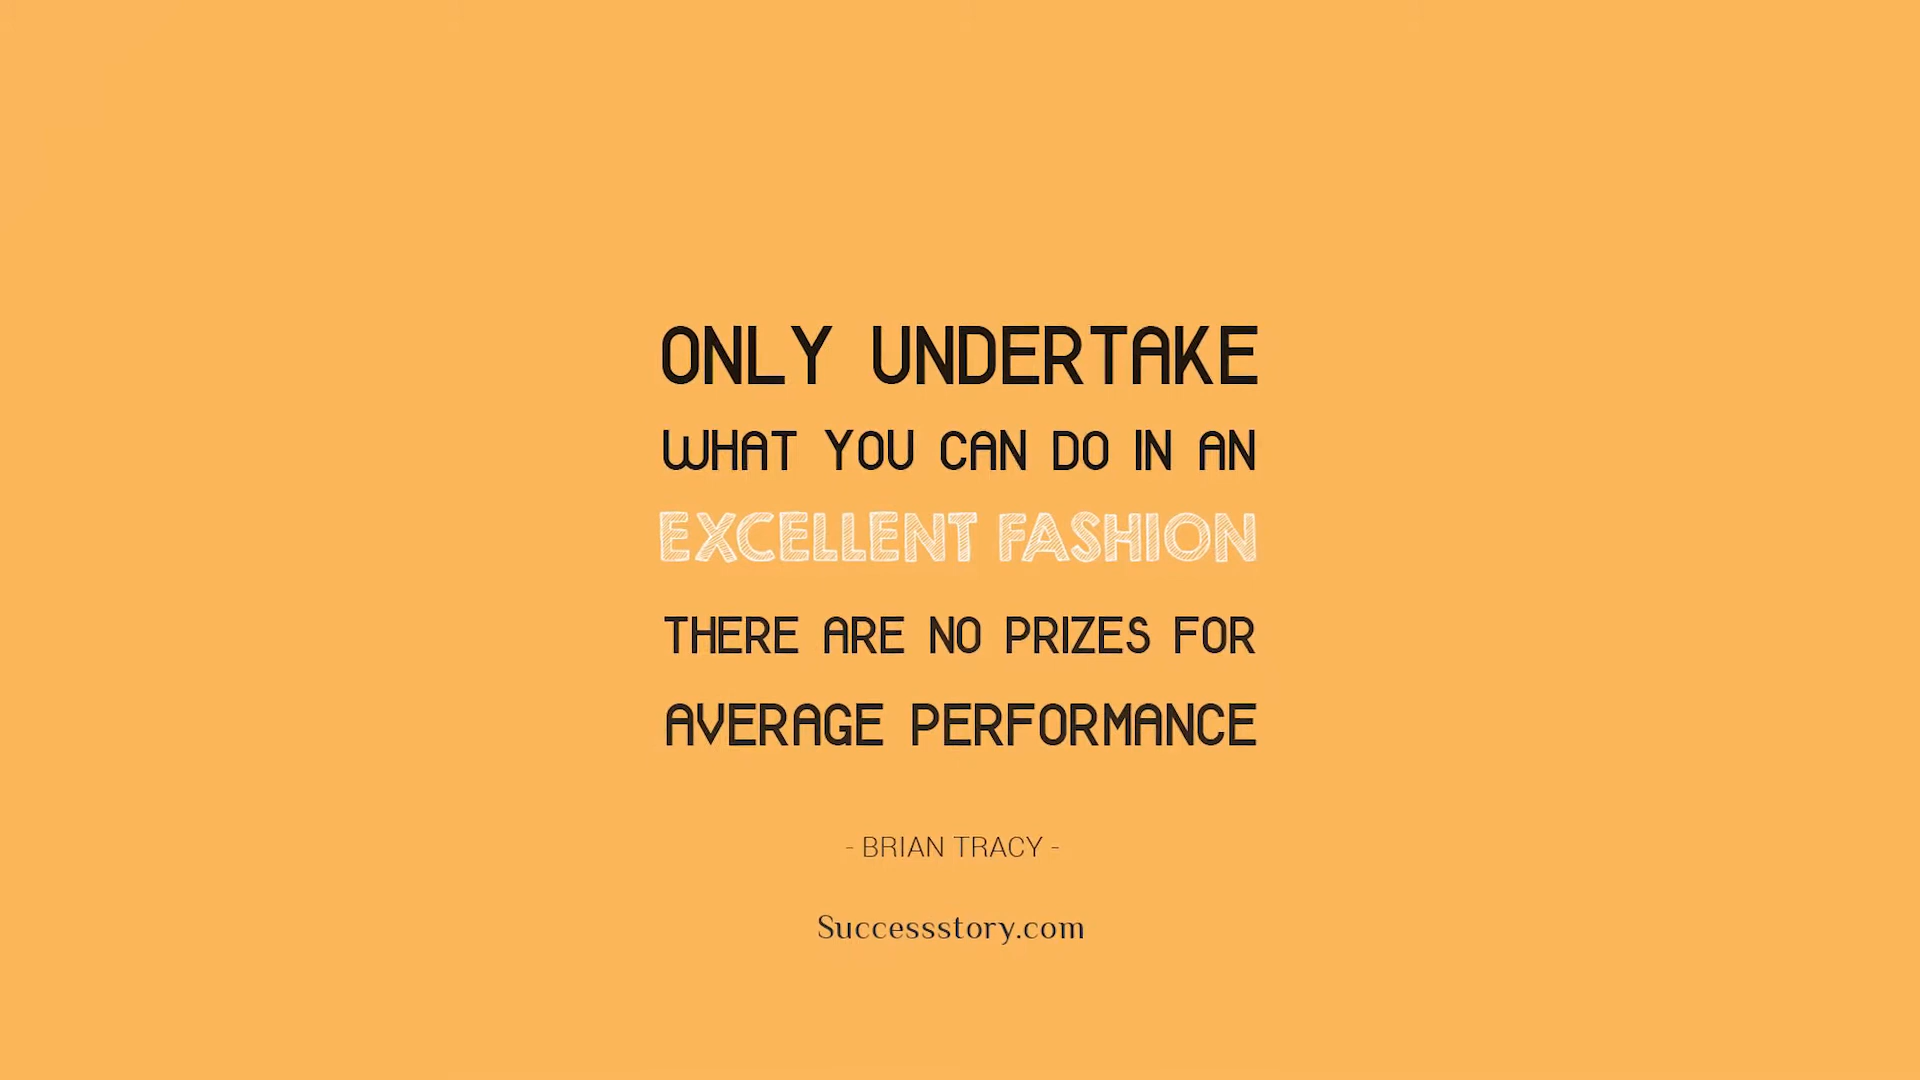 ONLY UNDERTAKE
WHAT YOU CAN DO IN AN
EXCELLENT FASHION
THERE ARE NO PRIZES FOR
AVERAGE PERFORMANCE
- BRIAN TRACY -
Successstory.com